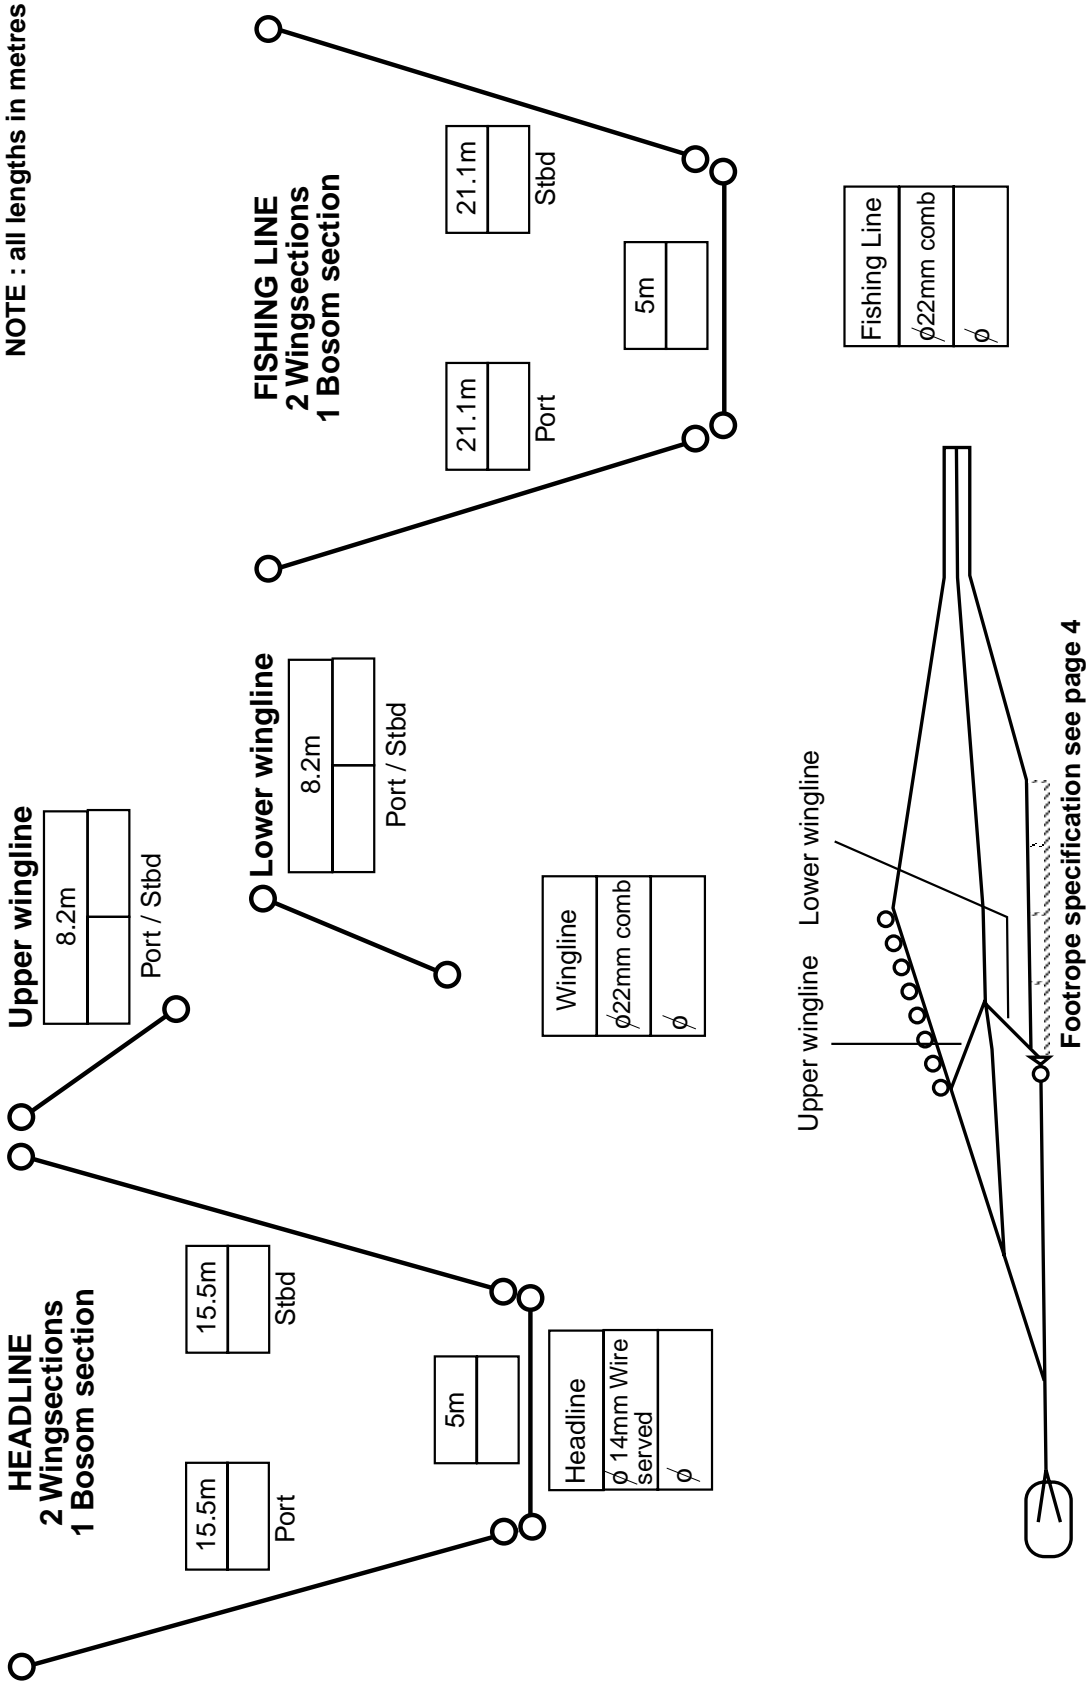 NOTE : all lengths in metres
HEADLINE
2 Wingsections
1 Bosom section
15.5m
Port
15.5m
Stbd
5m
Headline
ø 14mm Wire
served
ø
Upper wingline
8.2m
Port / Stbd
Lower wingline
8.2m
Port / Stbd
Wingline
ø22mm comb
ø
FISHING LINE
2 Wingsections
1 Bosom section
21.1m
Port
21.1m
Stbd
5m
Fishing Line
ø22mm comb
ø
Upper wingline
Lower wingline
Footrope specification see page 4